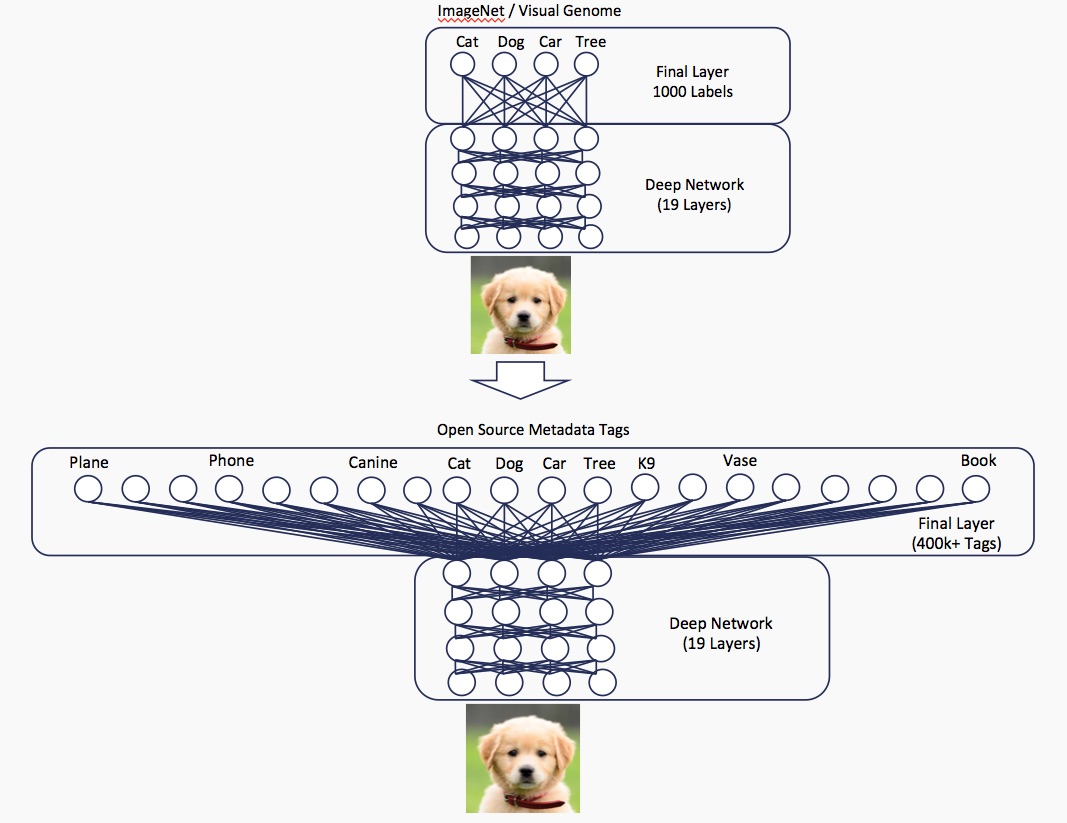 ImageNet / Visual Genome
Cat Dog Car Tree
Final Layer
1000 Labels
Deep Network
(19 Layers)
Open Source Metadata Tags
Plane Phone Canine Cat Dog Car Tree K9 Vase Book
Final Layer
(400k+ Tags)
Deep Network
(19 Layers)